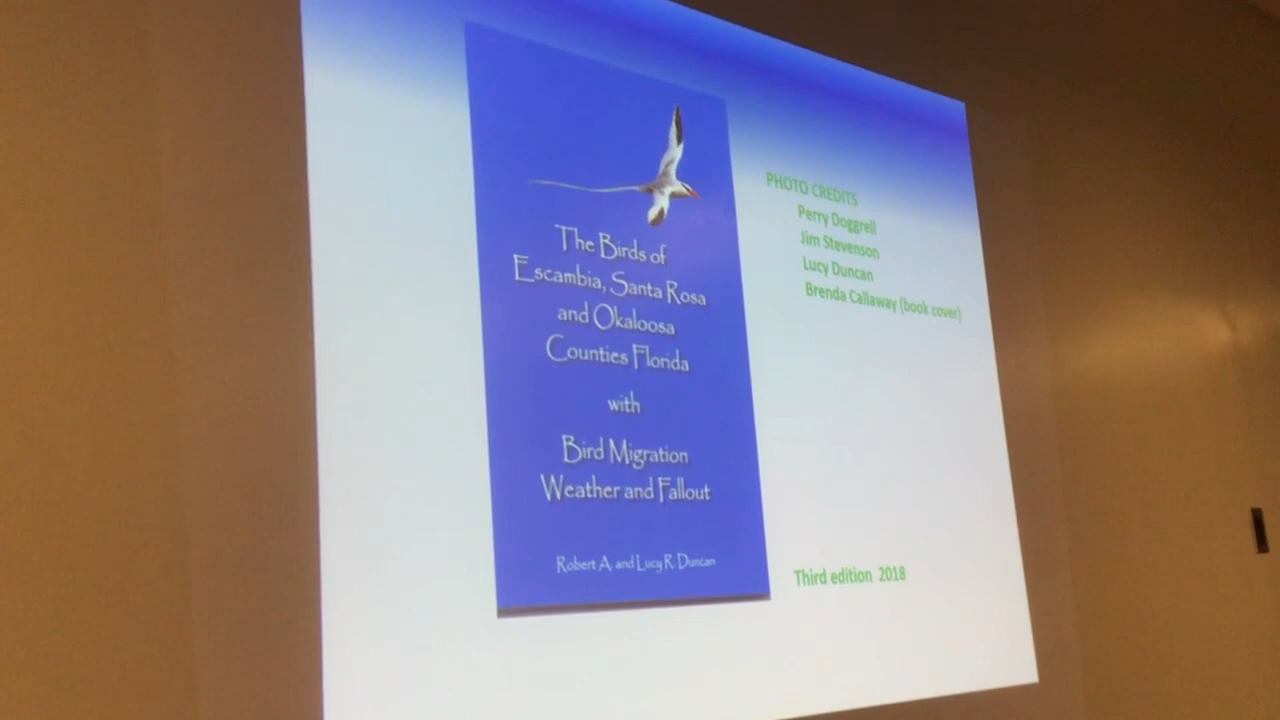 The Birds of
Escambia, Santa Rosa
and Okaloosa
Counties Florida
with
Bird Migration
Weather and Fallout
Robert A. and Lucy R. Duncan
PHOTO CREDITS
Perry Doggrell
Jim Stevenson
Lucy Duncan
Brenda Callaway (book cover)
Third edition 2018